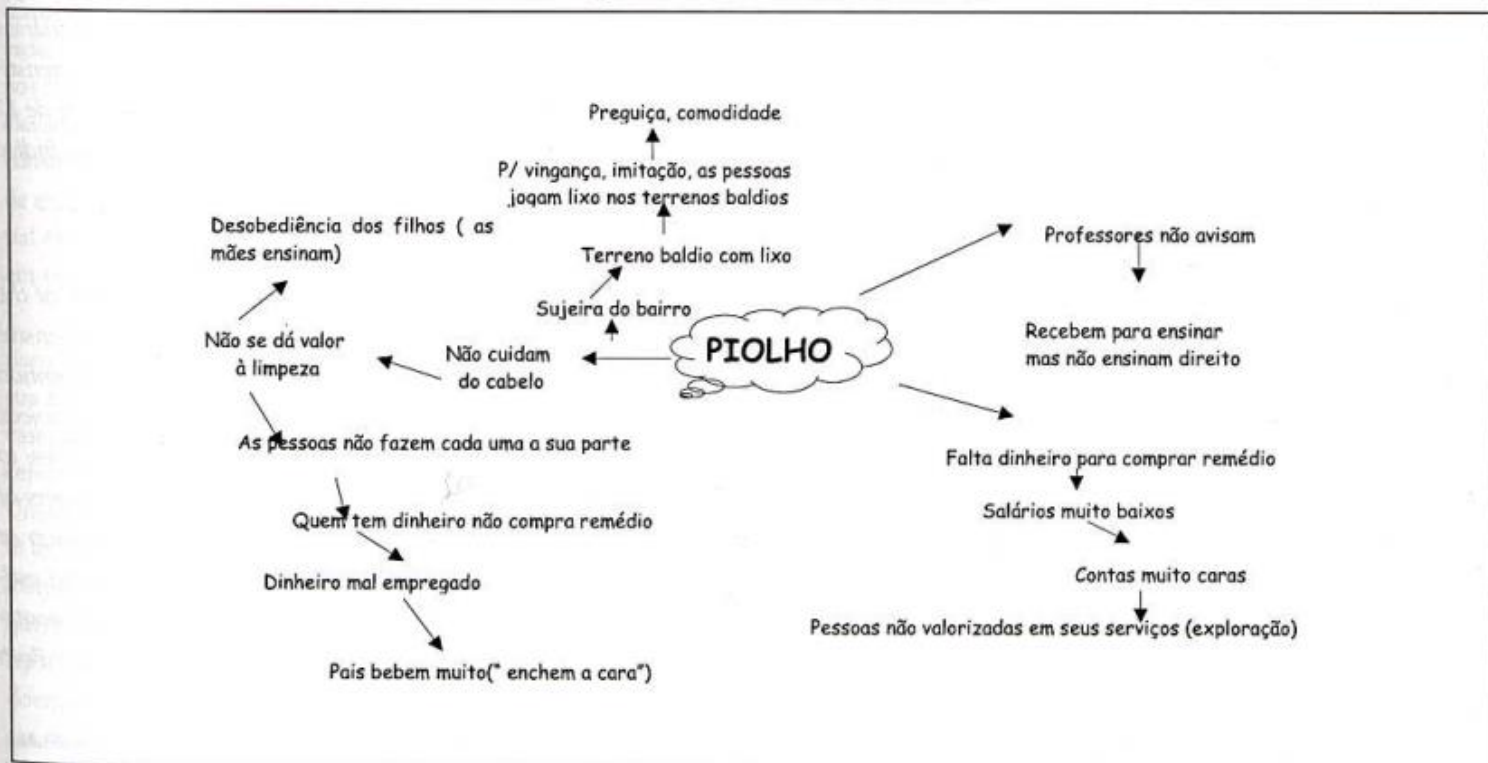 Preguiça, comodidade
P/ vingança, imitação, as pessoas
jogam lixo nos terrenos baldios
Desobediência dos filhos ( as
mães ensinam)
Terreno baldio com lixo
Professores não avisam
Sujeira do bairro
Não se dá valor
à limpeza
Não cuidam
do cabelo
PIOLHO
Recebem para ensinar
mas não ensinam direito
As pessoas não fazem cada uma a sua parte
Falta dinheiro para comprar remédio
Quem tem dinheiro não compra remédio
Salários muito baixos
Dinheiro mal empregado
Contas muito caras
Pessoas não valorizadas em seus serviços (exploração)
Pais bebem muito(" enchem a cara")